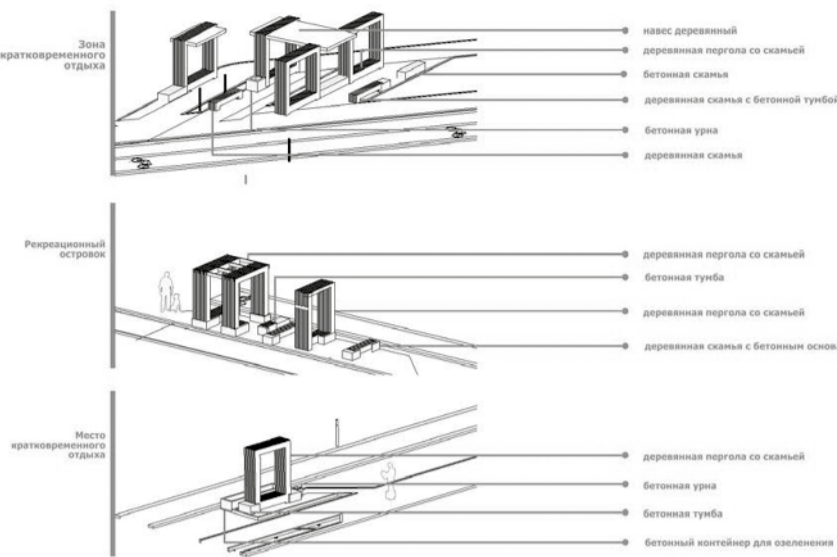 Зона
кратковременного
отдыха
навес деревянный
деревянная пергола со скамьей
бетонная скамья
деревянная скамья с бетонной тумбой
бетонная урна
деревянная скамья
Рекреационный
островок
деревянная пергола со скамьей
бетонная тумба
деревянная пергола со скамьей
деревянная скамья с бетонным основ
Место
кратковременного
отдыха
деревянная пергола со скамьей
бетонная урна
бетонная тумба
бетонный контейнер для озеленения